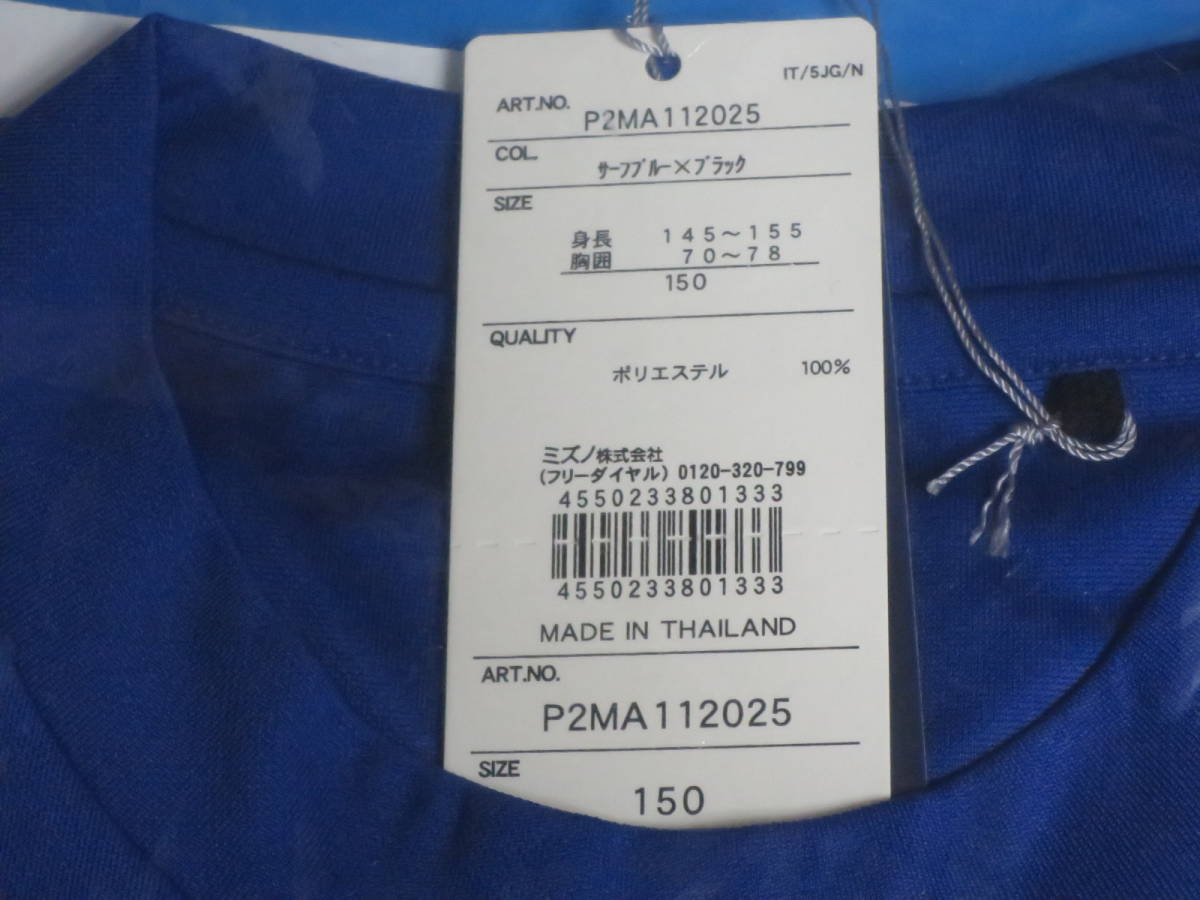 IT/5JG/N
ART.NO.
P2MA112025
COL.
ｻｰﾌﾌﾞﾙｰ×ﾌﾞﾗｯｸ
SIZE
身長 145～155
胸囲 70～78
150
QUALITY
ポリエステル 100%
ミズノ株式会社
(フリーダイヤル) 0120-320-799
4550233801333
4550233801333
MADE IN THAILAND
ART.NO.
P2MA112025
SIZE
150